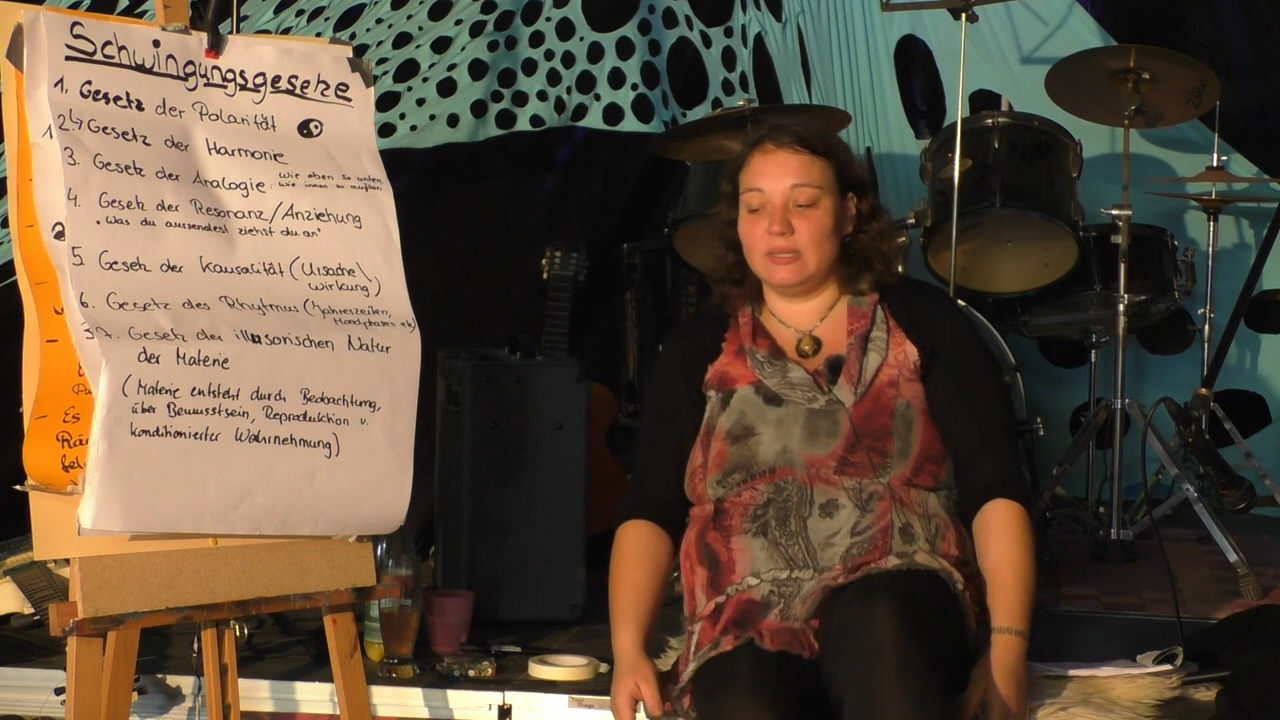 Schwingungsgesetze
1. Gesetz der Polarität
2. Gesetz der Harmonie
3. Gesetz der Analogie: wie oben so unten,
wie innen so außen
4. Gesetz der Resonanz/Anziehung
"Was du aussendest ziehst du an"
5. Gesetz der Kausalität (Ursache/
wirkung)
6. Gesetz des Rhytmus (Jahreszeiten,
Mondphasen etc)
7. Gesetz der illusorischen Natur
der Materie
(Materie entsteht durch Beobachtung,
über Bewusstsein, Reproduktion u.
konditionierter Wahrnehmung)
Es